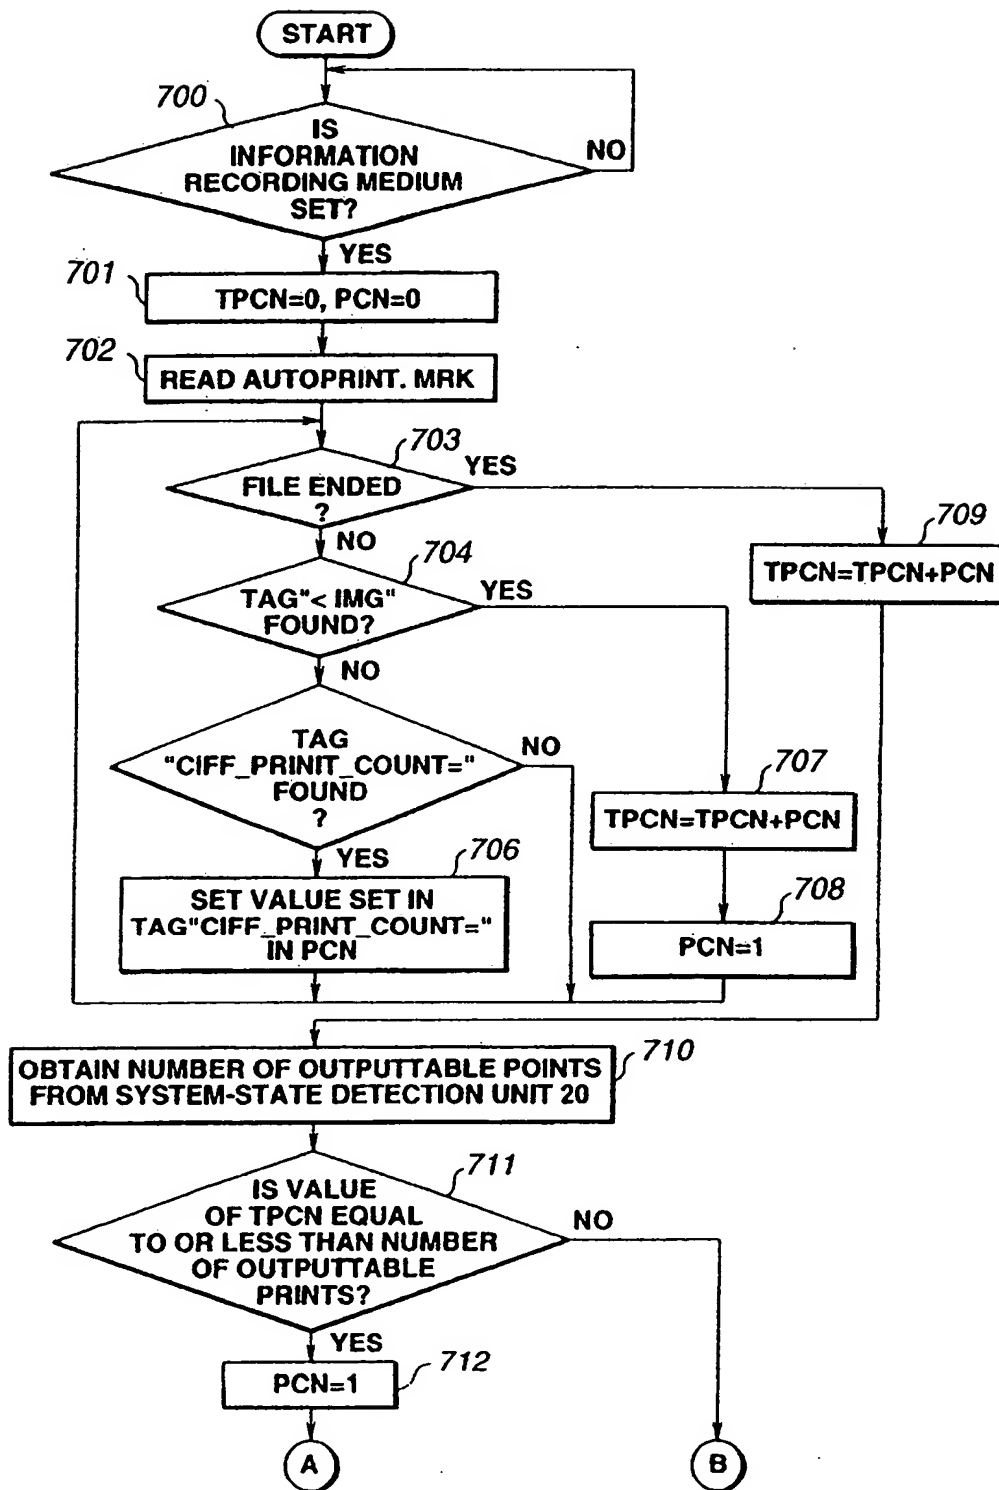 START
700
IS
INFORMATION
RECORDING MEDIUM
SET?
NO
YES
701
TPCN=0, PCN=0
702
READ AUTOPRINT. MRK
703
FILE ENDED
?
YES
NO
704
TAG"< IMG"
FOUND?
YES
709
TPCN=TPCN+PCN
NO
TAG
"CIFF_PRINIT_COUNT="
FOUND
?
NO
707
TPCN=TPCN+PCN
YES
706
SET VALUE SET IN
TAG"CIFF_PRINT_COUNT="
IN PCN
708
PCN=1
OBTAIN NUMBER OF OUTPUTTABLE POINTS
FROM SYSTEM-STATE DETECTION UNIT 20
710
711
IS VALUE
OF TPCN EQUAL
TO OR LESS THAN NUMBER
OF OUTPUTTABLE
PRINTS?
NO
YES
712
PCN=1
A
B